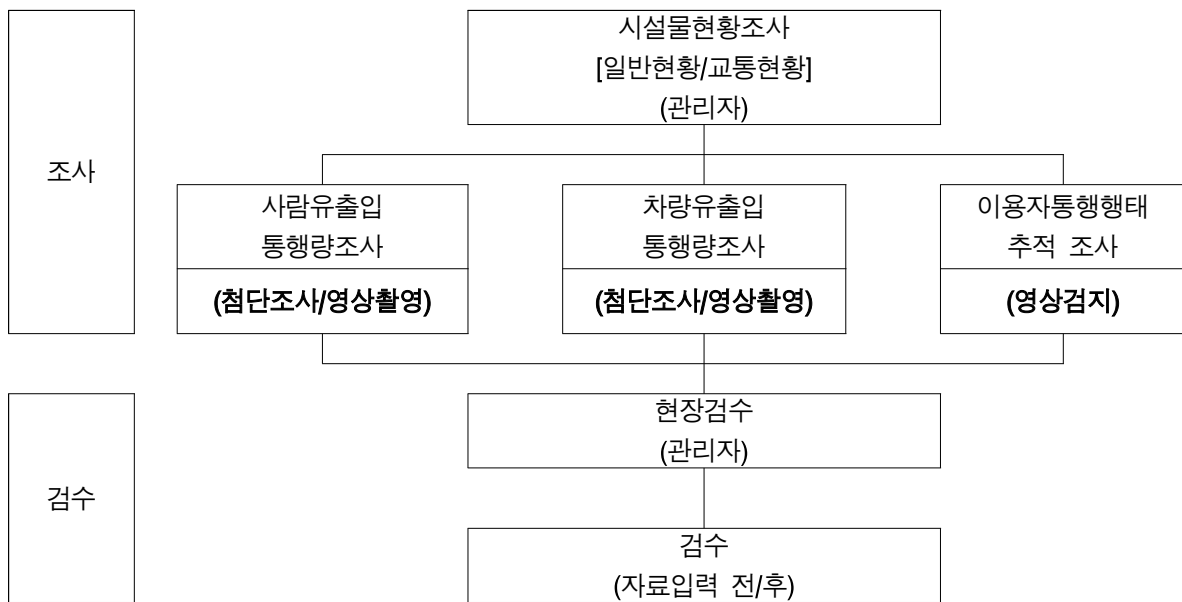 조사
시설물현황조사
[일반현황/교통현황]
(관리자)
사람유출입
통행량조사
(첨단조사/영상촬영)
차량유출입
통행량조사
(첨단조사/영상촬영)
이용자통행행태
추적 조사
(영상검지)
검수
현장검수
(관리자)
검수
(자료입력 전/후)